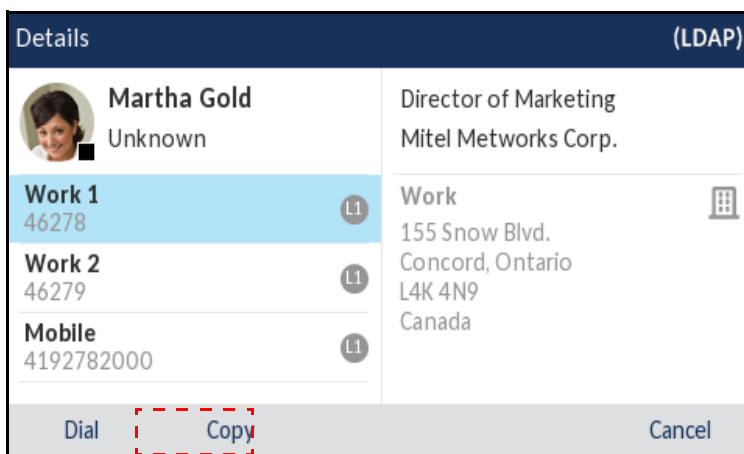 Details (LDAP)
Martha Gold
Unknown
Work 1
46278
L1
Work 2
46279
L1
Mobile
4192782000
L1
Director of Marketing
Mitel Metworks Corp.
Work
155 Snow Blvd.
Concord, Ontario
L4K 4N9
Canada
Dial Copy Cancel